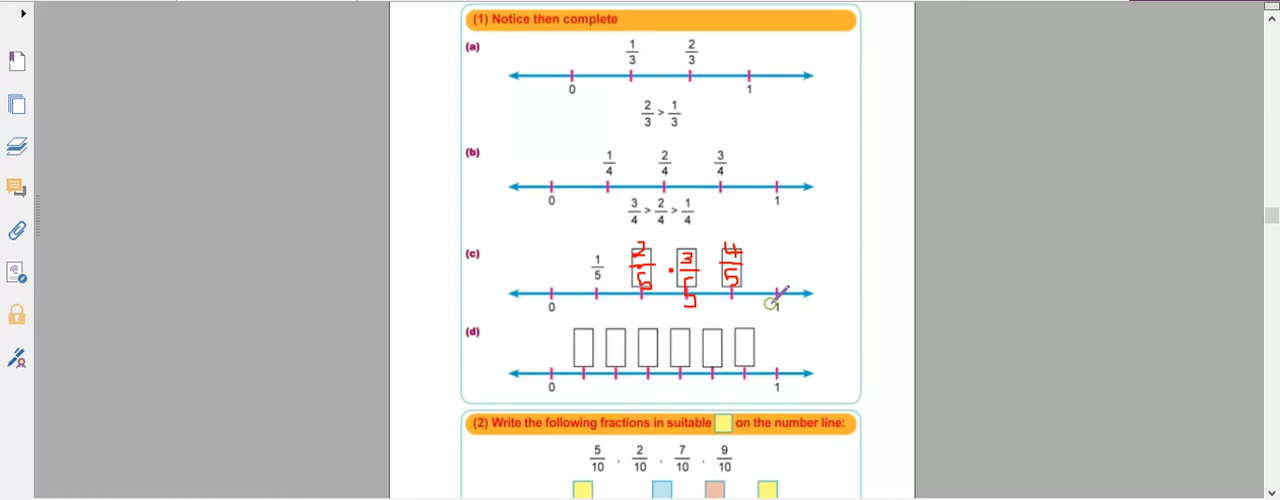 (1) Notice then complete
(a)
1/3 2/3
0 1
2/3 > 1/3
(b)
1/4 2/4 3/4
0 1
3/4 > 2/4 > 1/4
(c)
1/5 2/5 3/5 4/5
0 1
(d)
0 1
(2) Write the following fractions in suitable on the number line:
5/10 , 2/10 , 7/10 , 9/10